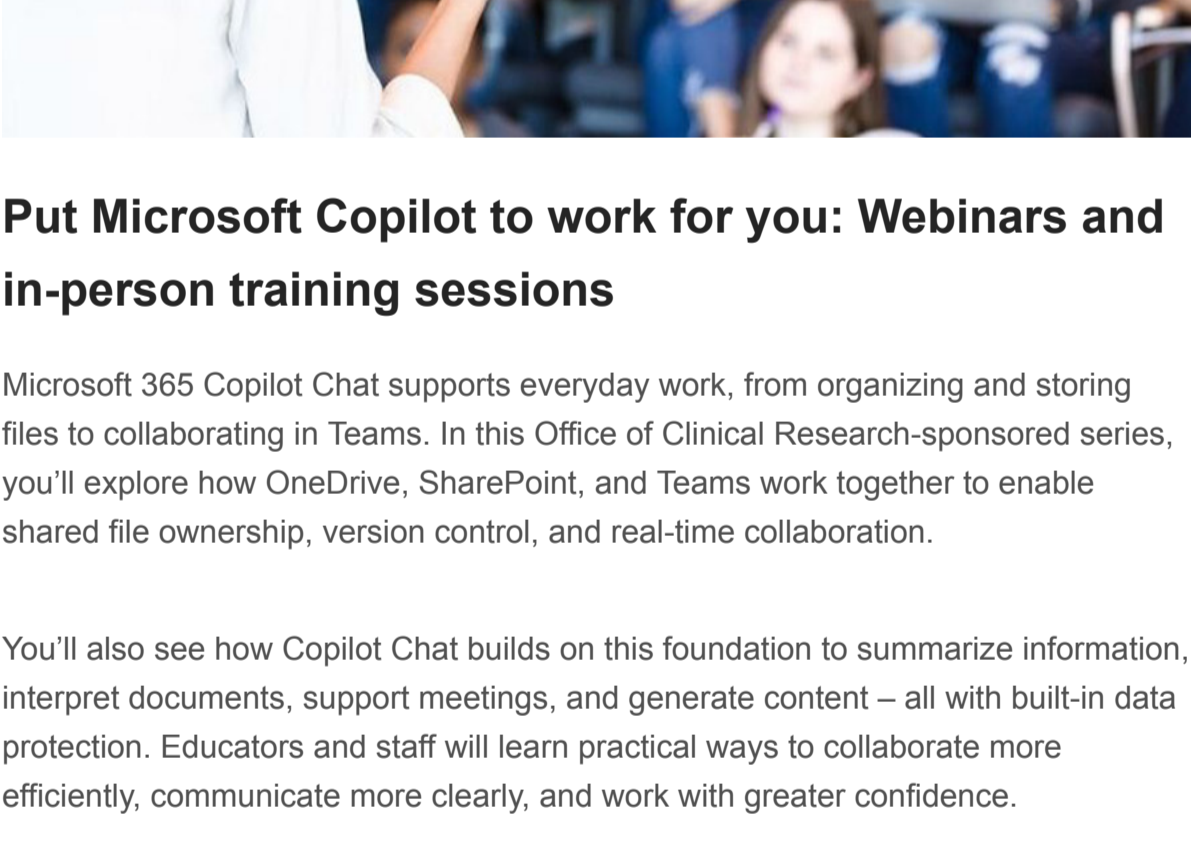 Put Microsoft Copilot to work for you: Webinars and
in-person training sessions
Microsoft 365 Copilot Chat supports everyday work, from organizing and storing
files to collaborating in Teams. In this Office of Clinical Research-sponsored series,
you’ll explore how OneDrive, SharePoint, and Teams work together to enable
shared file ownership, version control, and real-time collaboration.
You’ll also see how Copilot Chat builds on this foundation to summarize information,
interpret documents, support meetings, and generate content – all with built-in data
protection. Educators and staff will learn practical ways to collaborate more
efficiently, communicate more clearly, and work with greater confidence.